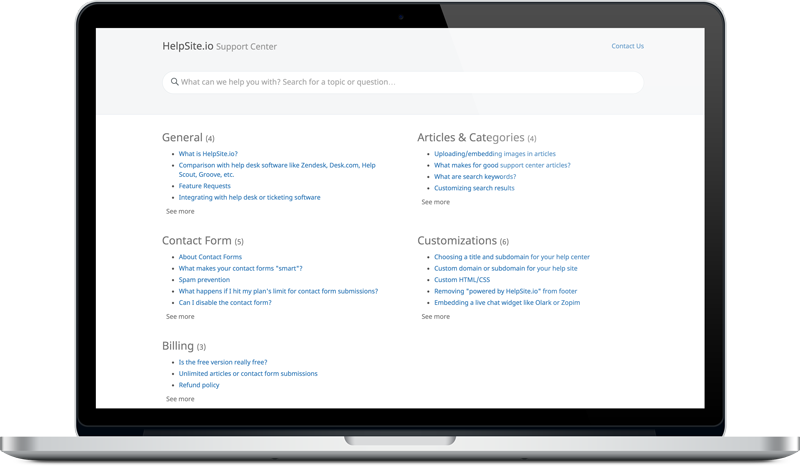 HelpSite.io Support Center
Contact Us
What can we help you with? Search for a topic or question...
General (4)
What is HelpSite.io?
Comparison with help desk software like Zendesk, Desk.com, Help
Scout, Groove, etc.
Feature Requests
Integrating with help desk or ticketing software
See more
Articles & Categories (4)
Uploading/embedding images in articles
What makes for good support center articles?
What are search keywords?
Customizing search results
See more
Contact Form (5)
About Contact Forms
What makes your contact forms "smart"?
Spam prevention
What happens if I hit my plan's limit for contact form submissions?
Can I disable the contact form?
See more
Customizations (6)
Choosing a title and subdomain for your help center
Custom domain or subdomain for your help site
Custom HTML/CSS
Removing "powered by HelpSite.io" from footer
Embedding a live chat widget like Olark or Zopim
See more
Billing (3)
Is the free version really free?
Unlimited articles or contact form submissions
Refund policy
See more